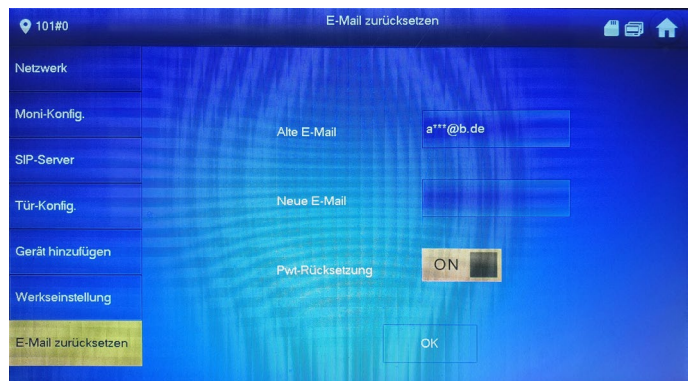 101#0
E-Mail zurücksetzen
Netzwerk
Moni-Konfig.
SIP-Server
Tür-Konfig.
Gerät hinzufügen
Werkseinstellung
E-Mail zurücksetzen
Alte E-Mail
a***@b.de
Neue E-Mail
Pwt-Rücksetzung
ON
OK